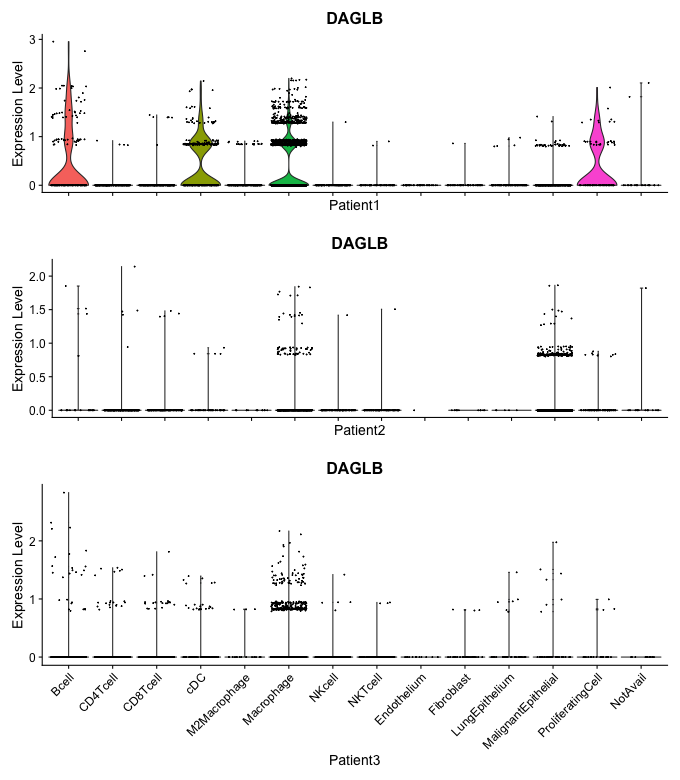 DAGLB
Expression Level
3
2
1
0
Patient1
DAGLB
Expression Level
2.0
1.5
1.0
0.5
0.0
Patient2
DAGLB
Expression Level
2
1
0
Bcell
CD4Tcell
CD8Tcell
cDC
M2Macrophage
Macrophage
NKcell
NKTcell
Endothelium
Fibroblast
LungEpithelium
MalignantEpithelial
ProliferatingCell
NotAvail
Patient3